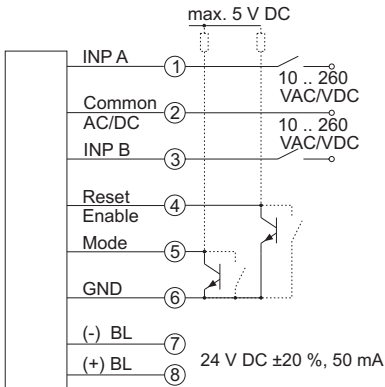 max. 5 V DC
INP A
1
10 .. 260
VAC/VDC
Common
AC/DC
2
10 .. 260
VAC/VDC
INP B
3
Reset
Enable
4
Mode
5
GND
6
(-) BL
7
24 V DC ±20 %, 50 mA
(+) BL
8